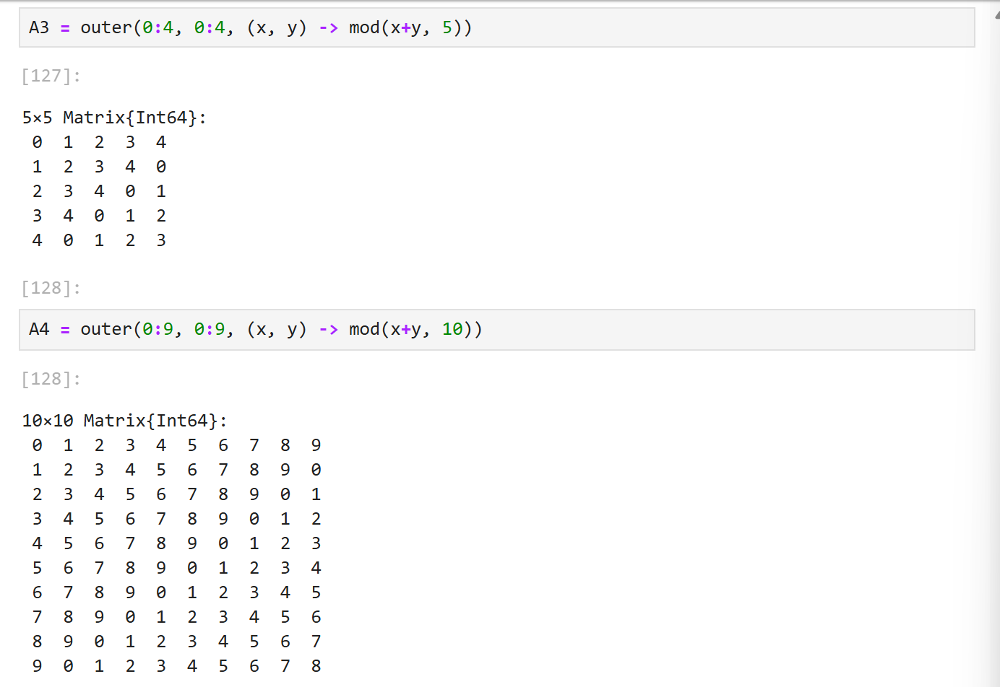 A3 = outer(0:4, 0:4, (x, y) -> mod(x+y, 5))
[127]:
5×5 Matrix{Int64}:
0 1 2 3 4
1 2 3 4 0
2 3 4 0 1
3 4 0 1 2
4 0 1 2 3
[128]:
A4 = outer(0:9, 0:9, (x, y) -> mod(x+y, 10))
[128]:
10×10 Matrix{Int64}:
0 1 2 3 4 5 6 7 8 9
1 2 3 4 5 6 7 8 9 0
2 3 4 5 6 7 8 9 0 1
3 4 5 6 7 8 9 0 1 2
4 5 6 7 8 9 0 1 2 3
5 6 7 8 9 0 1 2 3 4
6 7 8 9 0 1 2 3 4 5
7 8 9 0 1 2 3 4 5 6
8 9 0 1 2 3 4 5 6 7
9 0 1 2 3 4 5 6 7 8